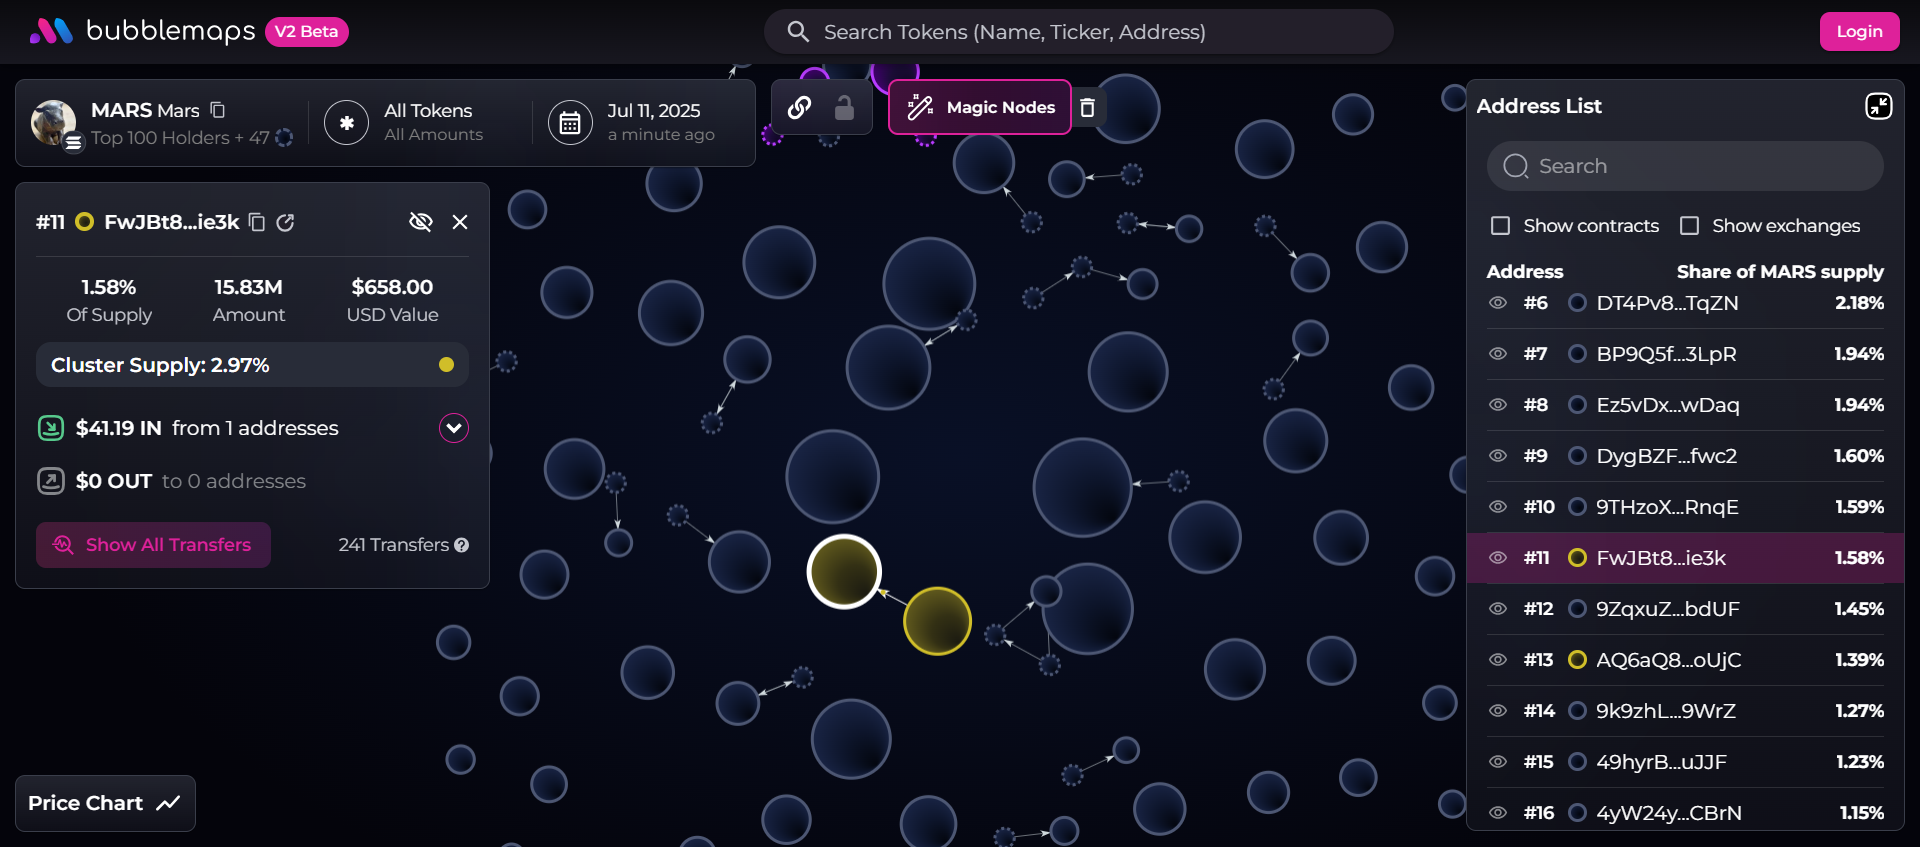 bubblemaps V2 Beta
Search Tokens (Name, Ticker, Address)
Login
MARS Mars
Top 100 Holders + 47
All Tokens
All Amounts
Jul 11, 2025
a minute ago
Magic Nodes
#11 FwJBt8...ie3k
1.58% 15.83M $658.00
Of Supply Amount USD Value
Cluster Supply: 2.97%
$41.19 IN from 1 addresses
$0 OUT to 0 addresses
Show All Transfers 241 Transfers
Price Chart
Address List
Search
Show contracts Show exchanges
Address Share of MARS supply
#6 DT4Pv8...TqZN 2.18%
#7 BP9Q5f...3LpR 1.94%
#8 Ez5vDx...wDaq 1.94%
#9 DygBZF...fwc2 1.60%
#10 9THzoX...RnqE 1.59%
#11 FwJBt8...ie3k 1.58%
#12 9ZqxuZ...bdUF 1.45%
#13 AQ6aQ8...oUjC 1.39%
#14 9k9zhL...9WrZ 1.27%
#15 49hyrB...uJJF 1.23%
#16 4yW24y...CBrN 1.15%